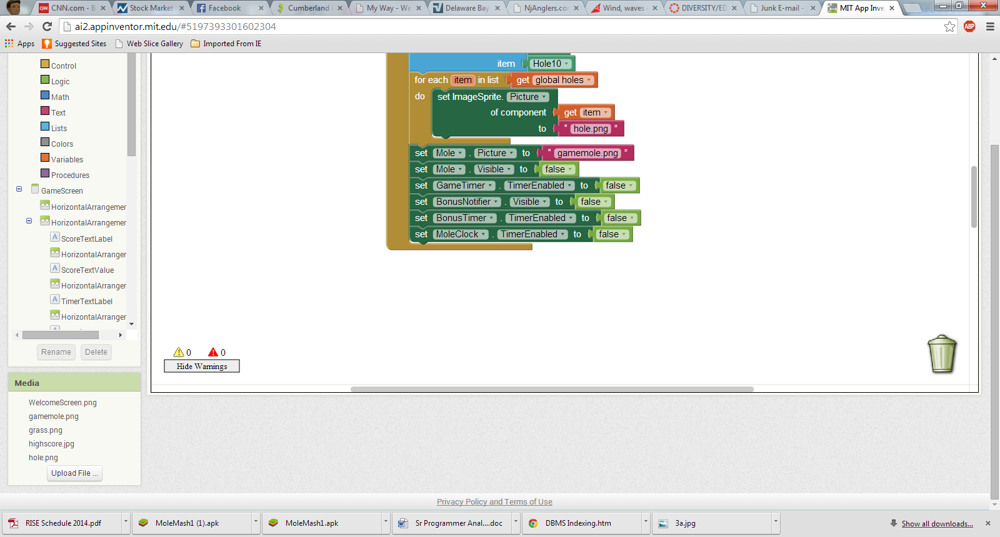 CNN.com - B
Stock Market
Facebook
Cumberland
My Way - We
Delaware Bay
NjAnglers.co
Wind, waves
DIVERSITY/ED
Junk E-mail -
MIT App Inve
ai2.appinventor.mit.edu/#5197393301602304
ABP
Apps
Suggested Sites
Web Slice Gallery
Imported From IE
Control
Logic
Math
Text
Lists
Colors
Variables
Procedures
GameScreen
HorizontalArrangemer
HorizontalArrangemer
ScoreTextLabel
HorizontalArranger
ScoreTextValue
HorizontalArranger
TimerTextLabel
HorizontalArranger
Rename Delete
Media
WelcomeScreen.png
gamemole.png
grass.png
highscore.jpg
hole.png
Upload File ...
item Hole10
for each item in list get global holes
do set ImageSprite. Picture
of component get item
to " hole.png "
set Mole . Picture to " gamemole.png "
set Mole . Visible to false
set GameTimer . TimerEnabled to false
set BonusNotifier . Visible to false
set BonusTimer . TimerEnabled to false
set MoleClock . TimerEnabled to false
0 0
Hide Warnings
Privacy Policy and Terms of Use
RISE Schedule 2014.pdf
MoleMash1 (1).apk
MoleMash1.apk
Sr Programmer Anal....doc
DBMS Indexing.htm
3a.jpg
Show all downloads...